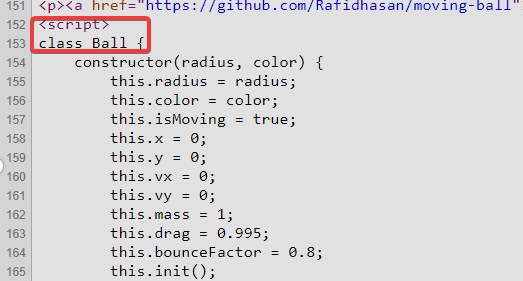 151 <p><a href="https://github.com/Rafidhasan/moving-ball"
152 <script>
153 class Ball {
154     constructor(radius, color) {
155         this.radius = radius;
156         this.color = color;
157         this.isMoving = true;
158         this.x = 0;
159         this.y = 0;
160         this.vx = 0;
161         this.vy = 0;
162         this.mass = 1;
163         this.drag = 0.995;
164         this.bounceFactor = 0.8;
165         this.init();